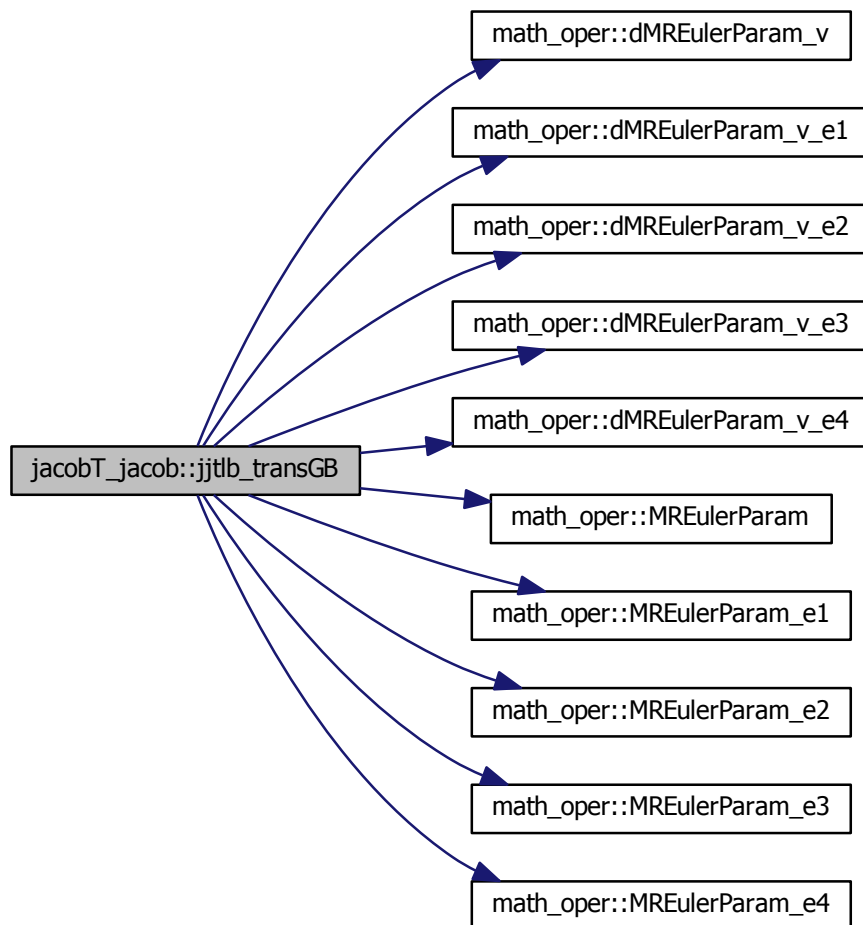 math_oper::dMREulerParam_v
math_oper::dMREulerParam_v_e1
math_oper::dMREulerParam_v_e2
math_oper::dMREulerParam_v_e3
math_oper::dMREulerParam_v_e4
jacobT_jacob::jjtlb_transGB
math_oper::MREulerParam
math_oper::MREulerParam_e1
math_oper::MREulerParam_e2
math_oper::MREulerParam_e3
math_oper::MREulerParam_e4